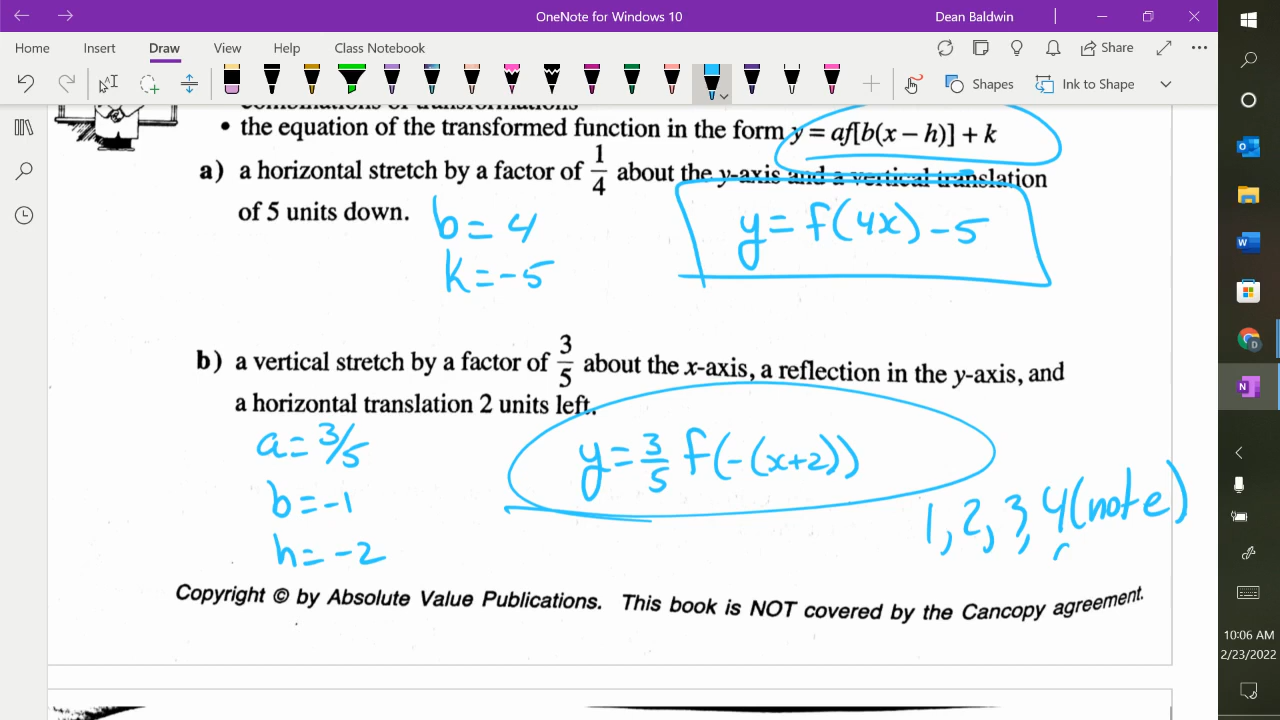 OneNote for Windows 10
Dean Baldwin
Home Insert Draw View Help Class Notebook
Share
Shapes Ink to Shape
combinations of transformations
• the equation of the transformed function in the form y = af[b(x − h)] + k
a) a horizontal stretch by a factor of 1/4 about the y-axis and a vertical translation
of 5 units down.
b = 4
k = -5
y = f(4x) - 5
b) a vertical stretch by a factor of 3/5 about the x-axis, a reflection in the y-axis, and
a horizontal translation 2 units left.
a = 3/5
b = -1
h = -2
y = 3/5 f(-(x+2))
1, 2, 3, 4(note)
Copyright © by Absolute Value Publications. This book is NOT covered by the Cancopy agreement.
10:06 AM
2/23/2022